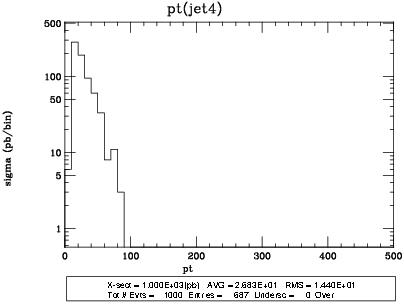 pt(jet4)
sigma (pb/bin)
500
100
50
10
5
1
0 100 200 300 400 500
pt
X-sect = 1.000E+03(pb) AVG = 2.683E+01 RMS = 1.440E+01
Tot # Evts = 1000 Entries = 687 Undersc = 0 Over